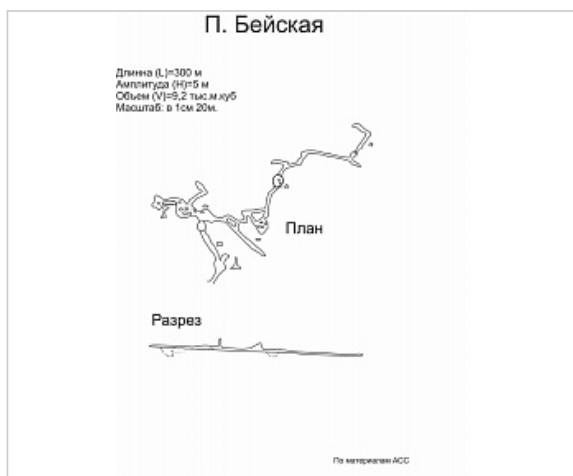 П. Бейская
Длинна (L)=300 м
Амплитуда (H)=5 м
Объем (V)=9,2 тыс.м.куб
Масштаб: в 1см 20м.
План
Разрез
По материалам АСС